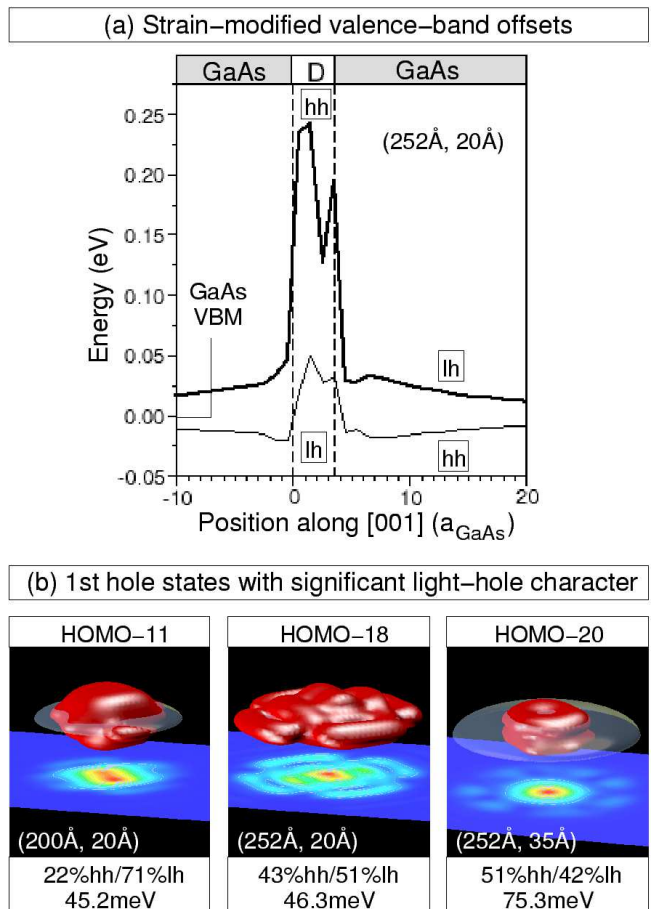 (a) Strain−modified valence−band offsets
GaAs D GaAs
hh
(252Å, 20Å)
0.25
0.20
0.15
0.10
0.05
0.00
-0.05
Energy (eV)
GaAs
VBM
lh
lh
hh
-10 0 10 20
Position along [001] (a_GaAs)
(b) 1st hole states with significant light−hole character
HOMO−11 HOMO−18 HOMO−20
(200Å, 20Å) (252Å, 20Å) (252Å, 35Å)
22%hh/71%lh 43%hh/51%lh 51%hh/42%lh
45.2meV 46.3meV 75.3meV